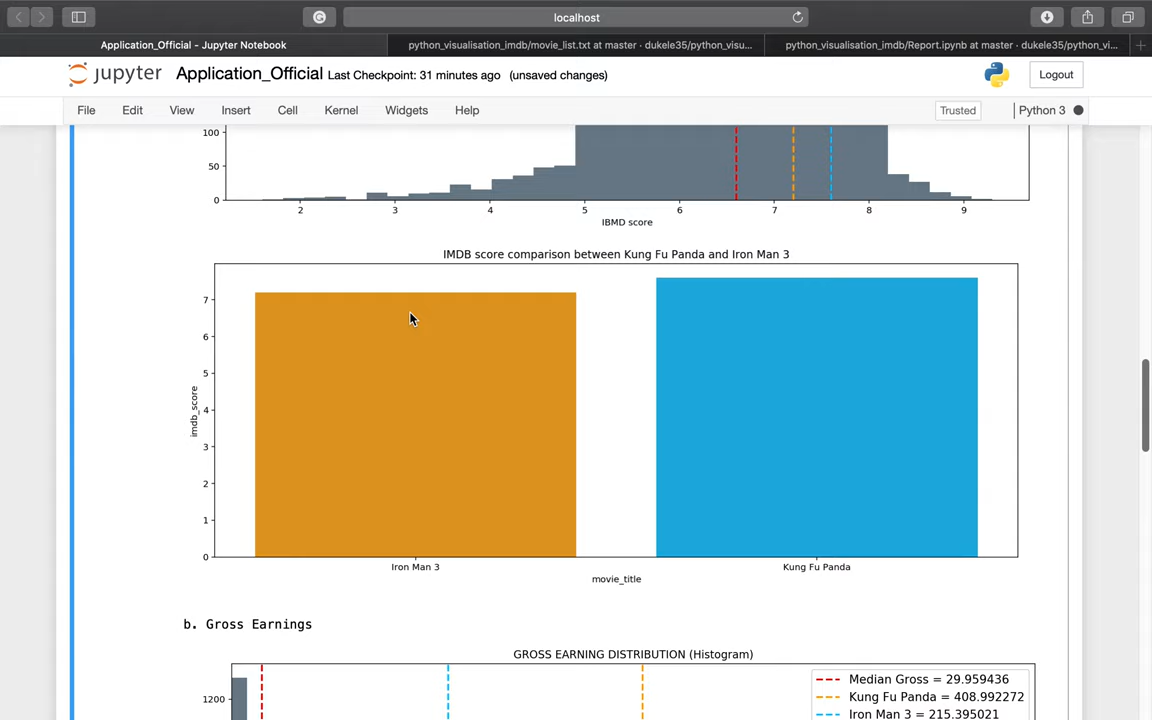 localhost
Application_Official - Jupyter Notebook
python_visualisation_imdb/movie_list.txt at master · dukele35/python_visu...
python_visualisation_imdb/Report.ipynb at master · dukele35/python_vi...
jupyter Application_Official Last Checkpoint: 31 minutes ago (unsaved changes)
Logout
File Edit View Insert Cell Kernel Widgets Help
Trusted
Python 3
100
50
0
2 3 4 5 6 7 8 9
IBMD score
IMDB score comparison between Kung Fu Panda and Iron Man 3
7
6
5
4
3
2
1
0
imdb_score
Iron Man 3 Kung Fu Panda
movie_title
b. Gross Earnings
GROSS EARNING DISTRIBUTION (Histogram)
1200
Median Gross = 29.959436
Kung Fu Panda = 408.992272
Iron Man 3 = 215.395021